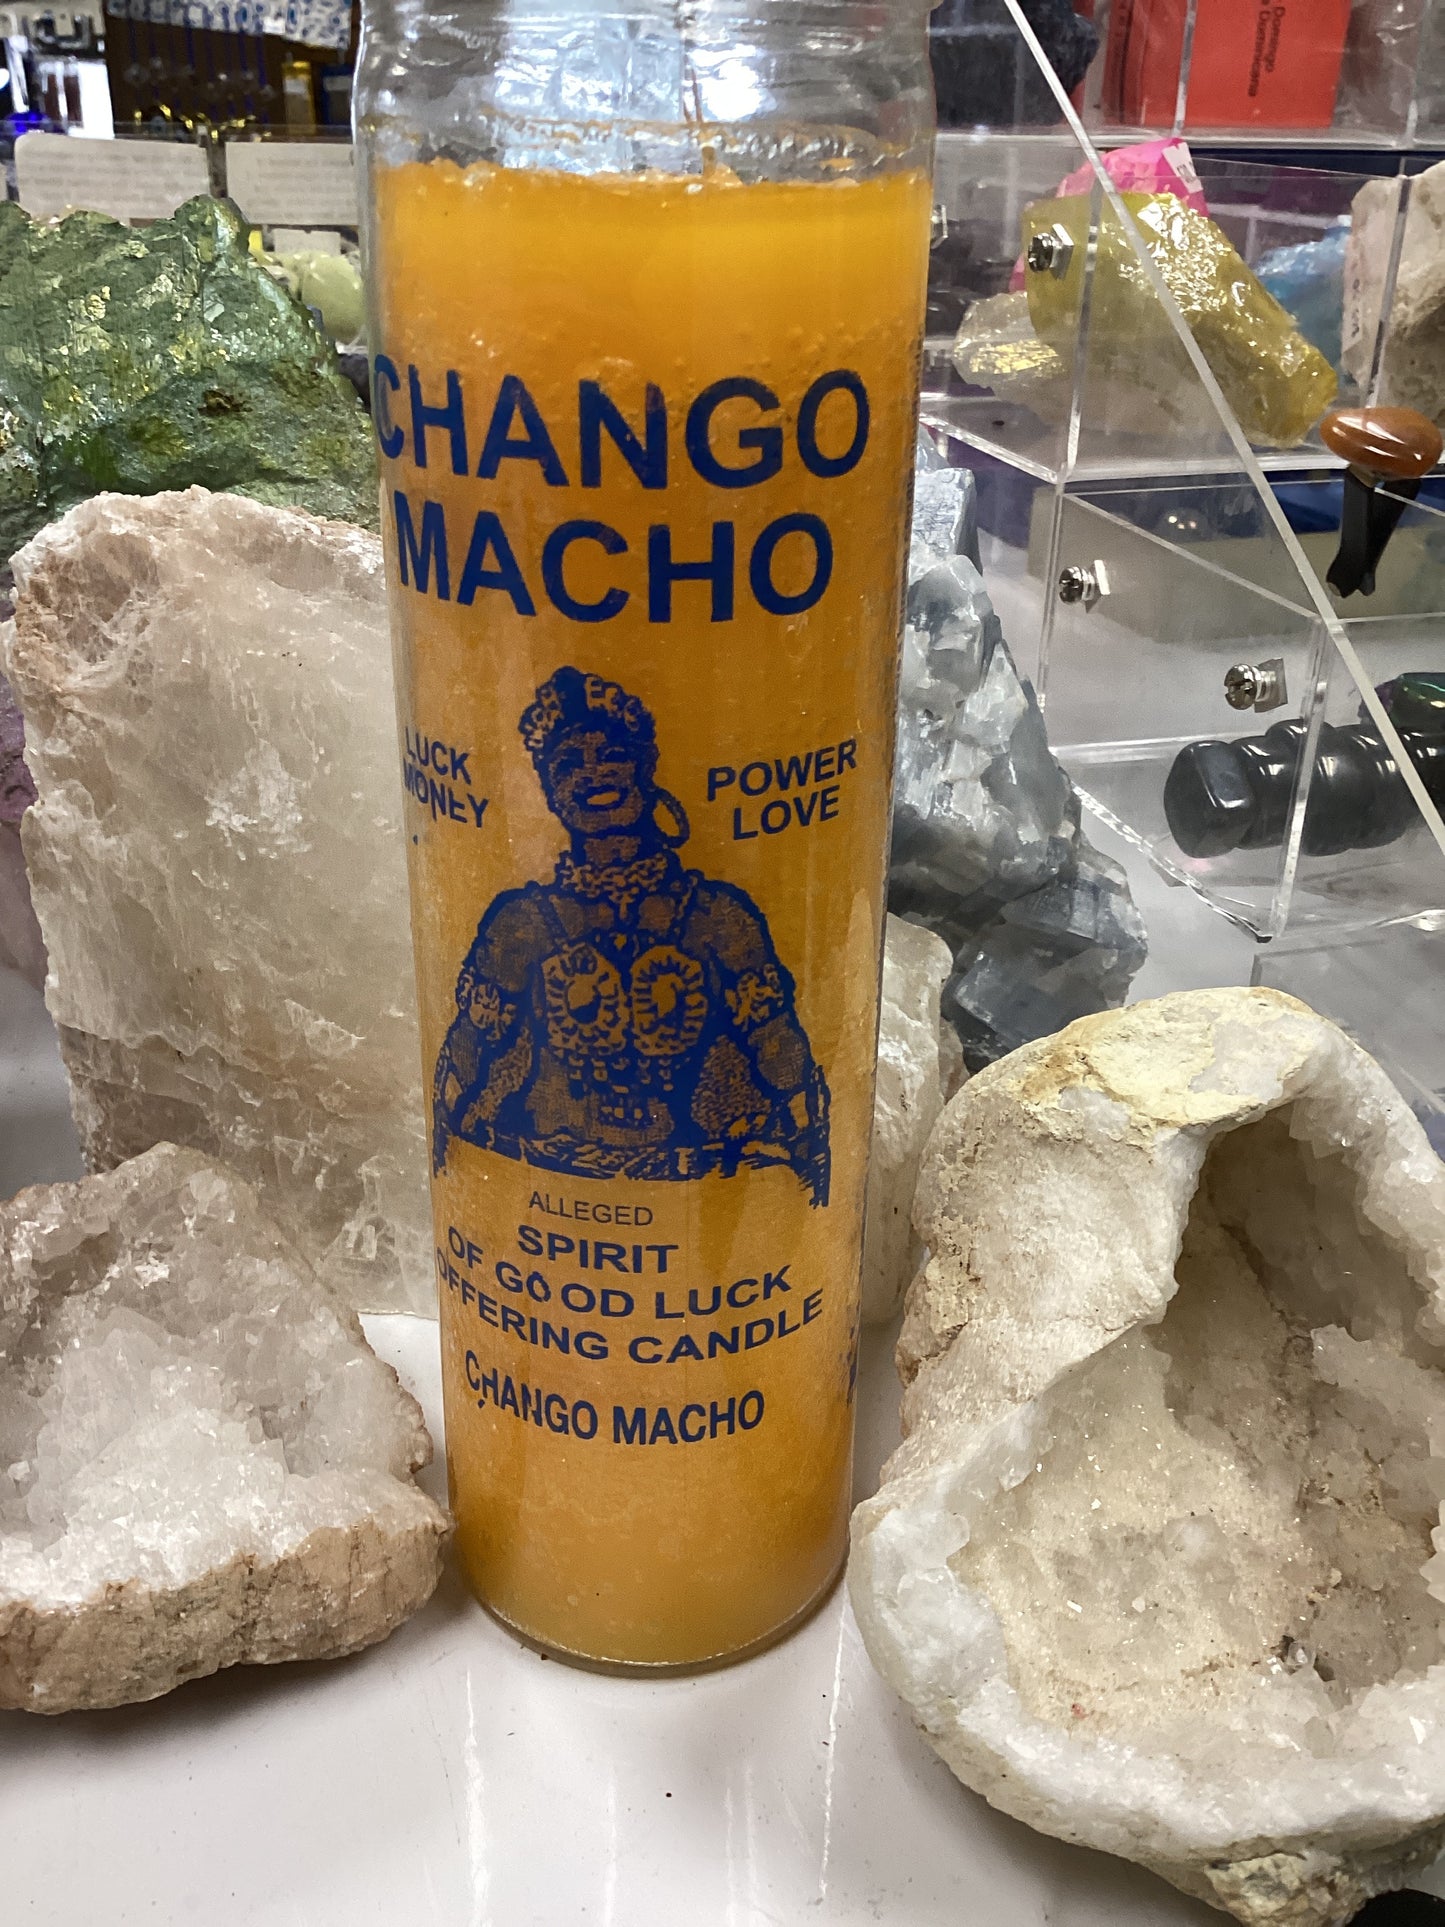 CHANGO
MACHO
LUCK
MONEY
POWER
LOVE
ALLEGED
SPIRIT
OF GOOD LUCK
OFFERING CANDLE
CHANGO MACHO